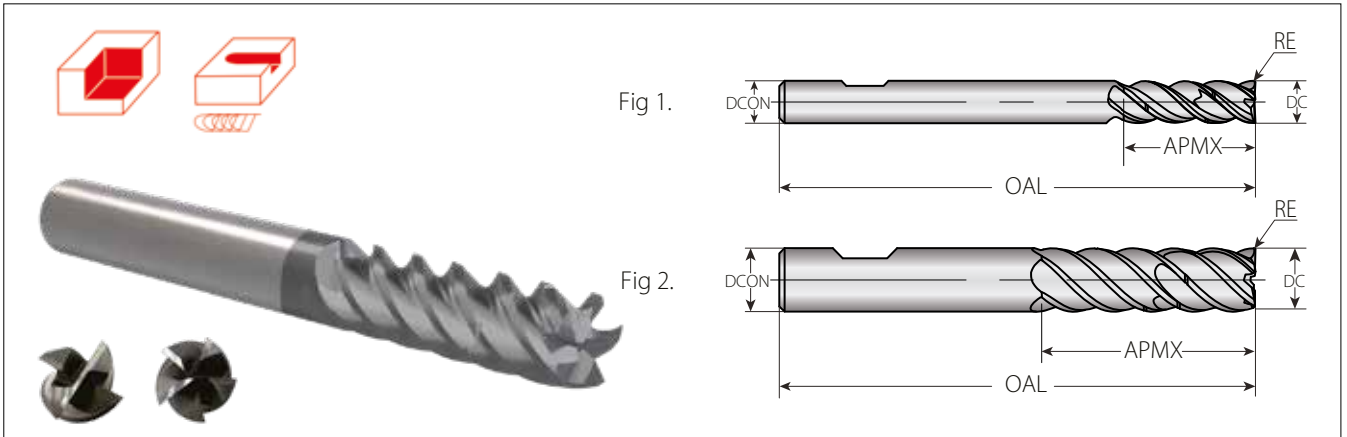 Fig 1.
RE
DCON
DC
APMX
OAL
Fig 2.
RE
DCON
DC
APMX
OAL